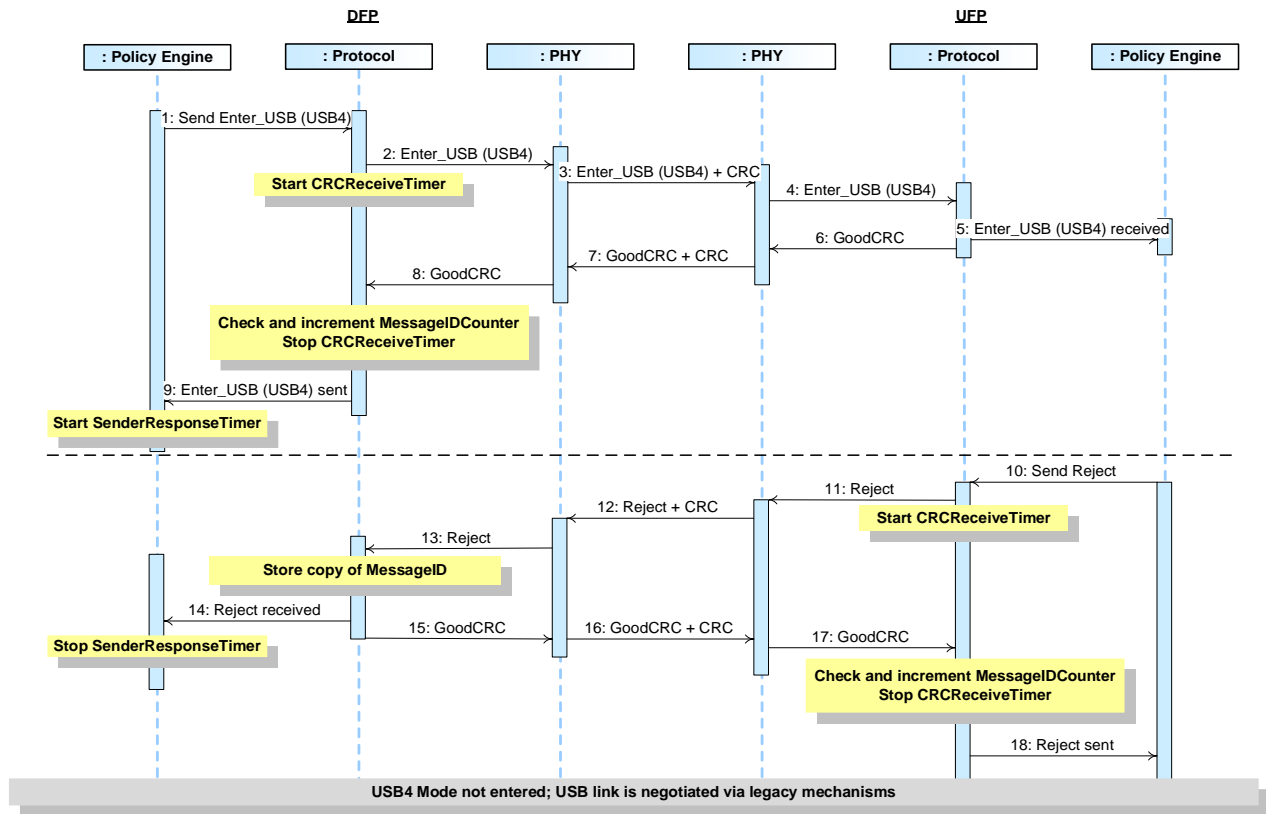 DFP
UFP
: Policy Engine
: Protocol
: PHY
: PHY
: Protocol
: Policy Engine
1: Send Enter_USB (USB4)
2: Enter_USB (USB4)
3: Enter_USB (USB4) + CRC
Start CRCReceiveTimer
4: Enter_USB (USB4)
5: Enter_USB (USB4) received
6: GoodCRC
7: GoodCRC + CRC
8: GoodCRC
Check and increment MessageIDCounter
Stop CRCReceiveTimer
9: Enter_USB (USB4) sent
Start SenderResponseTimer
10: Send Reject
11: Reject
12: Reject + CRC
Start CRCReceiveTimer
13: Reject
Store copy of MessageID
14: Reject received
15: GoodCRC
16: GoodCRC + CRC
17: GoodCRC
Stop SenderResponseTimer
Check and increment MessageIDCounter
Stop CRCReceiveTimer
18: Reject sent
USB4 Mode not entered; USB link is negotiated via legacy mechanisms